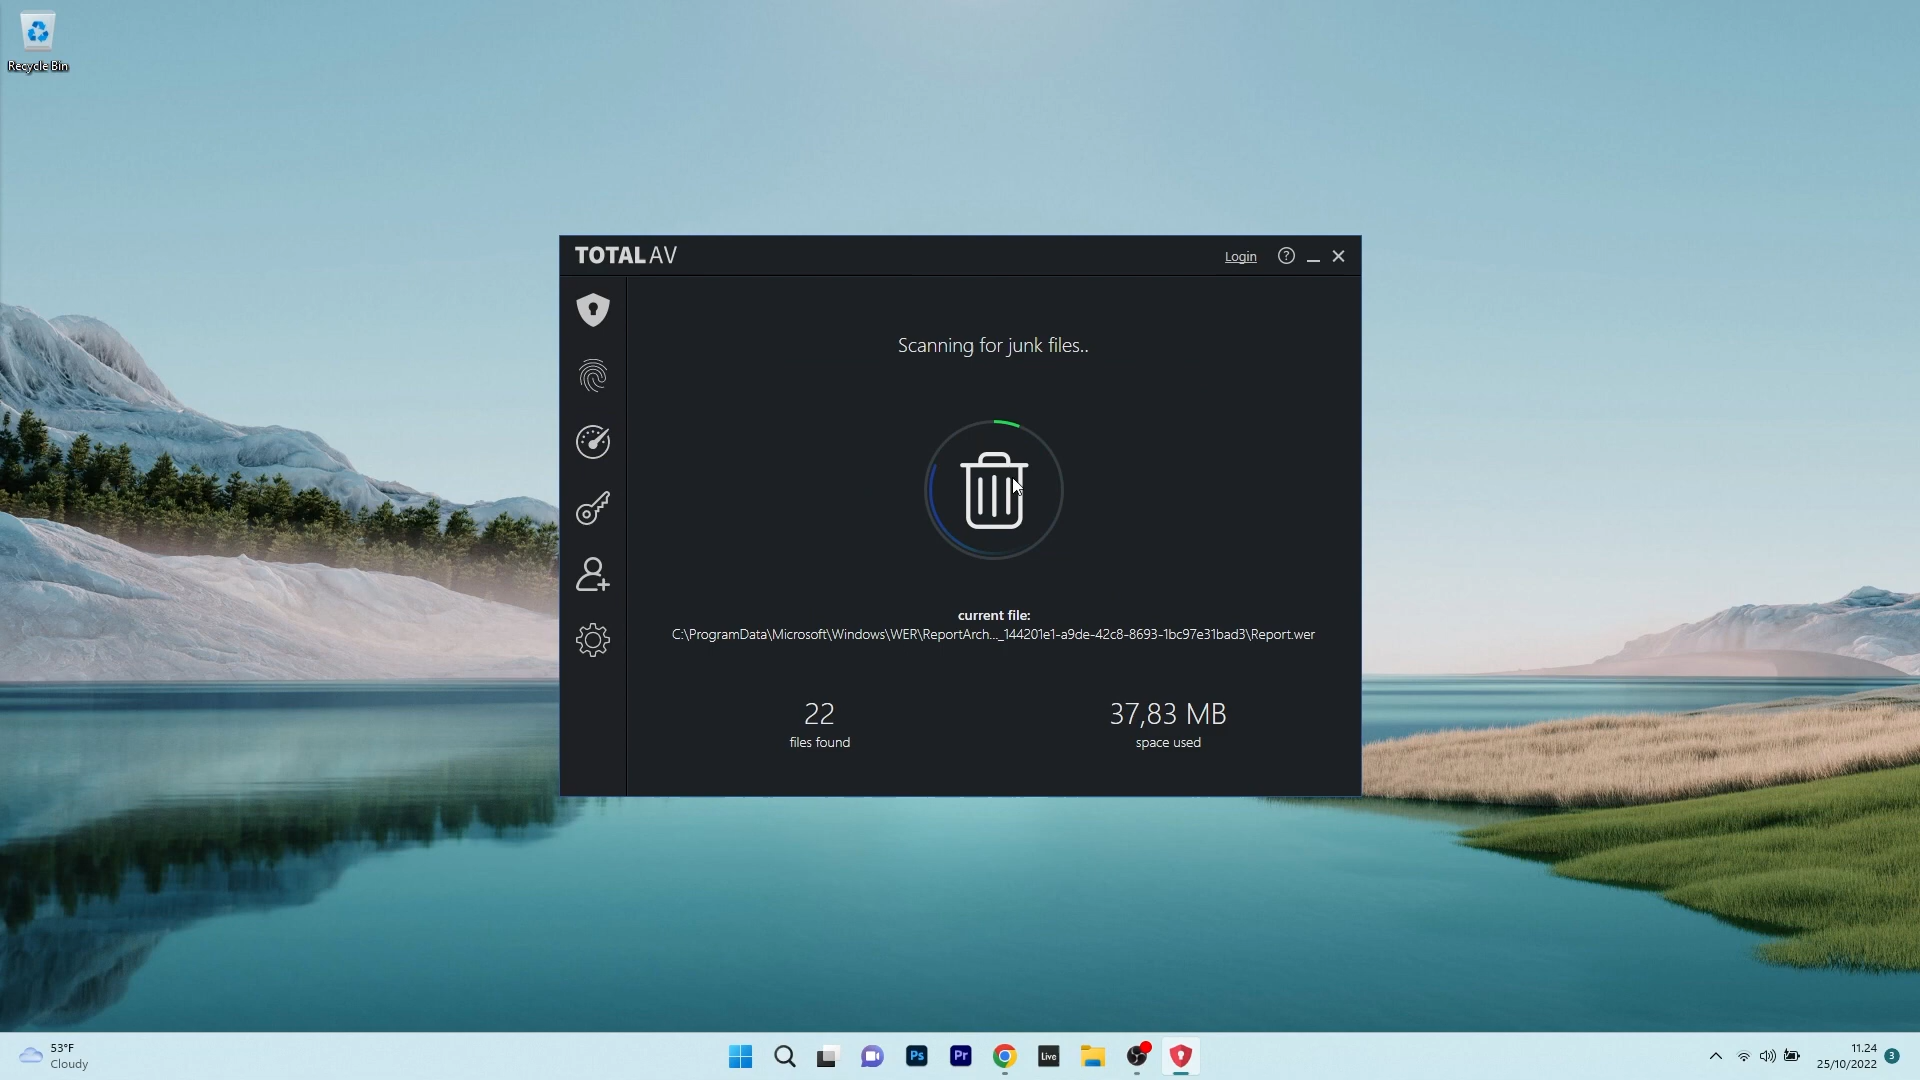 Recycle Bin
TOTALAV
Login
Scanning for junk files..
current file:
C:\ProgramData\Microsoft\Windows\WER\ReportArch..._144201e1-a9de-42c8-8693-1bc97e31bad3\Report.wer
22
files found
37,83 MB
space used
53°F
Cloudy
Ps
Pr
Live
11.24
25/10/2022
3